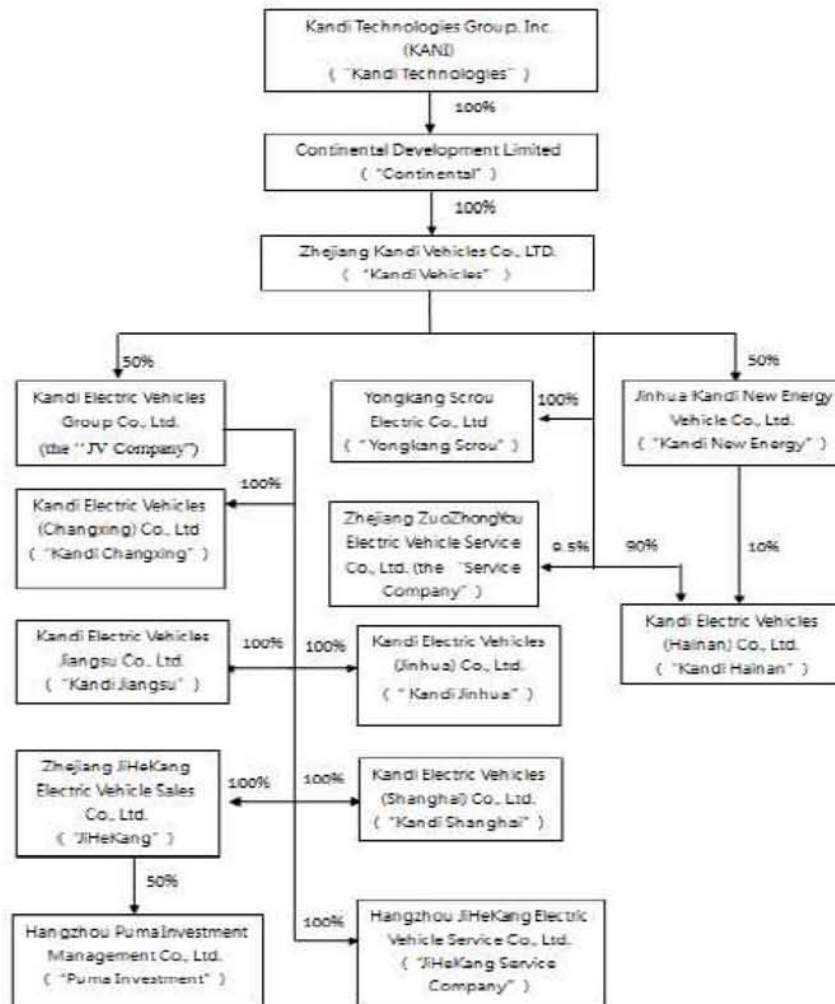 Kandi Technologies Group, Inc.
(KANI)
( "Kandi Technologies" )
100%
Continental Development Limited
( "Continental" )
100%
Zhejiang Kandi Vehicles Co., LTD.
( "Kandi Vehicles" )
50%
50%
Kandi Electric Vehicles
Group Co., Ltd.
(the "JV Company")
Yongkang Scrou
Electric Co., Ltd
( "Yongkang Scrou" )
100%
Jinhua Kandi New Energy
Vehicle Co., Ltd.
( "Kandi New Energy" )
100%
Kandi Electric Vehicles
(Changxing) Co., Ltd
( "Kandi Changxing" )
Zhejiang ZuoZhongYou
Electric Vehicle Service
Co., Ltd. (the "Service
Company" )
9.5%
90%
10%
Kandi Electric Vehicles
(Hainan) Co., Ltd.
( "Kandi Hainan" )
Kandi Electric Vehicles
Jiangsu Co., Ltd.
( "Kandi Jiangsu" )
100%
100%
Kandi Electric Vehicles
(Jinhua) Co., Ltd.
( "Kandi Jinhua" )
Zhejiang JiHeKang
Electric Vehicle Sales
Co., Ltd.
( "JiHeKang" )
100%
100%
Kandi Electric Vehicles
(Shanghai) Co., Ltd.
( "Kandi Shanghai" )
50%
Hangzhou Puma Investment
Management Co., Ltd.
( "Puma Investment" )
100%
Hangzhou JiHeKang Electric
Vehicle Service Co., Ltd.
( "JiHeKang Service
Company" )